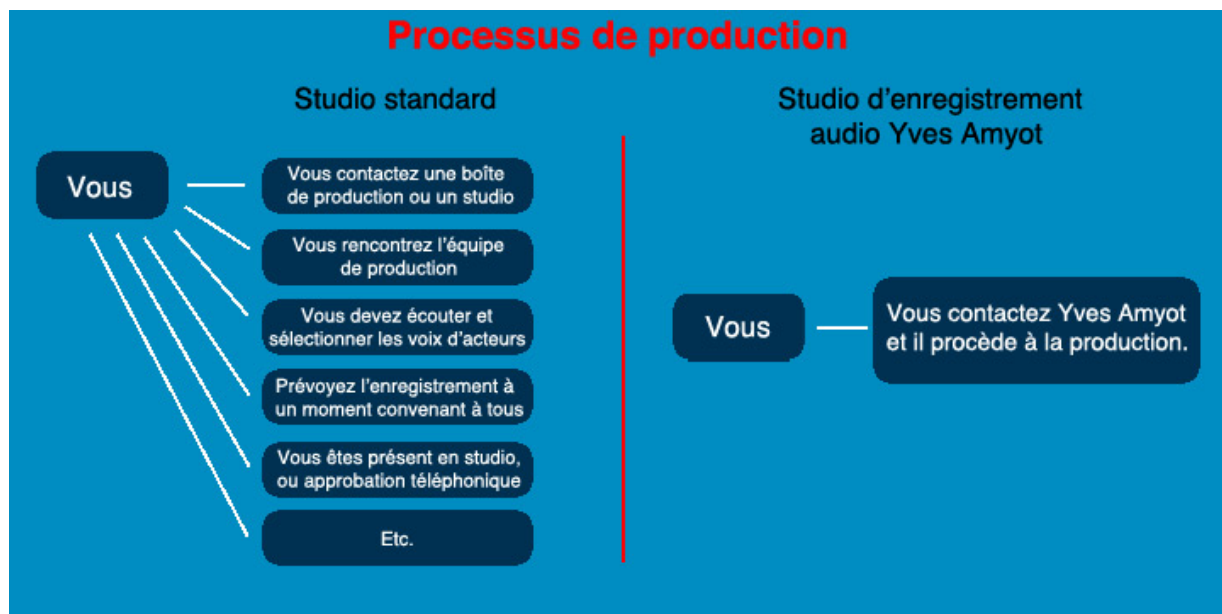 Processus de production
Studio standard
Vous
Vous contactez une boîte
de production ou un studio
Vous rencontrez l'équipe
de production
Vous devez écouter et
sélectionner les voix d'acteurs
Prévoyez l'enregistrement à
un moment convenant à tous
Vous êtes présent en studio,
ou approbation téléphonique
Etc.
Studio d'enregistrement
audio Yves Amyot
Vous
Vous contactez Yves Amyot
et il procède à la production.